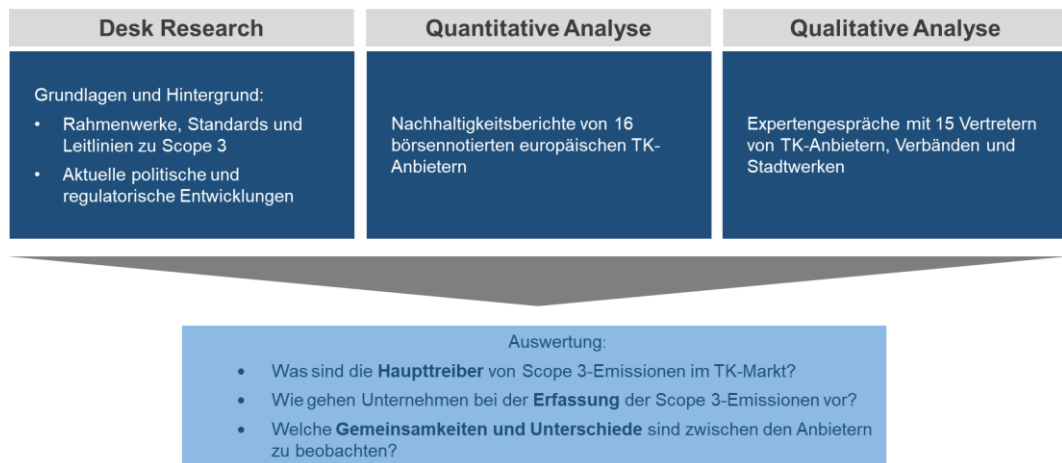 Desk Research
Grundlagen und Hintergrund:
• Rahmenwerke, Standards und
Leitlinien zu Scope 3
• Aktuelle politische und
regulatorische Entwicklungen
Quantitative Analyse
Nachhaltigkeitsberichte von 16
börsennotierten europäischen TK-
Anbietern
Qualitative Analyse
Expertengespräche mit 15 Vertretern
von TK-Anbietern, Verbänden und
Stadtwerken
Auswertung:
• Was sind die Haupttreiber von Scope 3-Emissionen im TK-Markt?
• Wie gehen Unternehmen bei der Erfassung der Scope 3-Emissionen vor?
• Welche Gemeinsamkeiten und Unterschiede sind zwischen den Anbietern
zu beobachten?